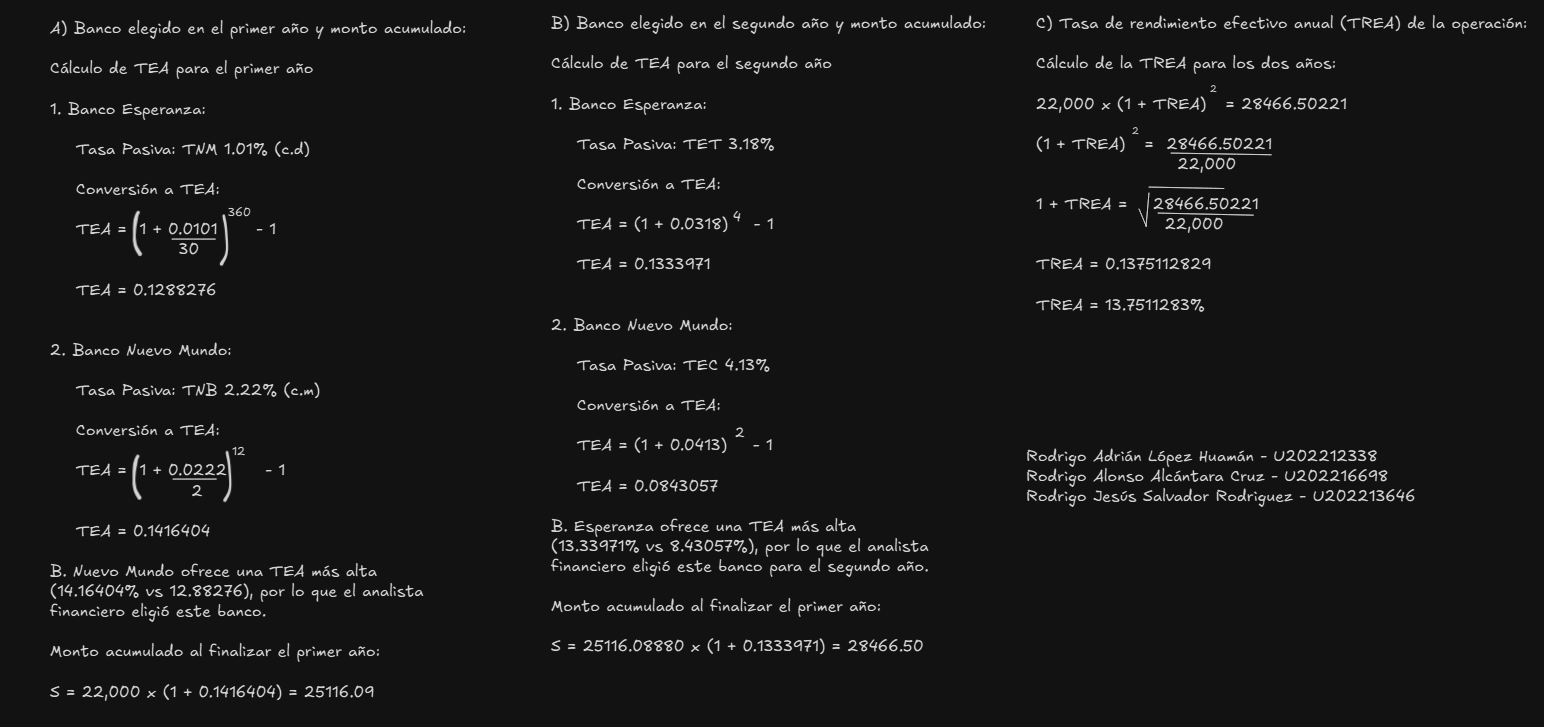 A) Banco elegido en el primer año y monto acumulado:
Cálculo de TEA para el primer año
1. Banco Esperanza:
Tasa Pasiva: TNM 1.01% (c.d)
Conversión a TEA:
TEA = (1 + 0.0101/30)^360 - 1
TEA = 0.1288276
2. Banco Nuevo Mundo:
Tasa Pasiva: TNB 2.22% (c.m)
Conversión a TEA:
TEA = (1 + 0.0222/2)^12 - 1
TEA = 0.1416404
B. Nuevo Mundo ofrece una TEA más alta
(14.16404% vs 12.88276), por lo que el analista
financiero eligió este banco.
Monto acumulado al finalizar el primer año:
S = 22,000 x (1 + 0.1416404) = 25116.09
B) Banco elegido en el segundo año y monto acumulado:
Cálculo de TEA para el segundo año
1. Banco Esperanza:
Tasa Pasiva: TET 3.18%
Conversión a TEA:
TEA = (1 + 0.0318)^4 - 1
TEA = 0.1333971
2. Banco Nuevo Mundo:
Tasa Pasiva: TEC 4.13%
Conversión a TEA:
TEA = (1 + 0.0413)^2 - 1
TEA = 0.0843057
B. Esperanza ofrece una TEA más alta
(13.33971% vs 8.43057%), por lo que el analista
financiero eligió este banco para el segundo año.
Monto acumulado al finalizar el primer año:
S = 25116.08880 x (1 + 0.1333971) = 28466.50
C) Tasa de rendimiento efectivo anual (TREA) de la operación:
Cálculo de la TREA para los dos años:
22,000 x (1 + TREA)^2 = 28466.50221
(1 + TREA)^2 = 28466.50221/22,000
1 + TREA = √(28466.50221/22,000)
TREA = 0.1375112829
TREA = 13.7511283%
Rodrigo Adrián López Huamán - U202212338
Rodrigo Alonso Alcántara Cruz - U202216698
Rodrigo Jesús Salvador Rodriguez - U202213646